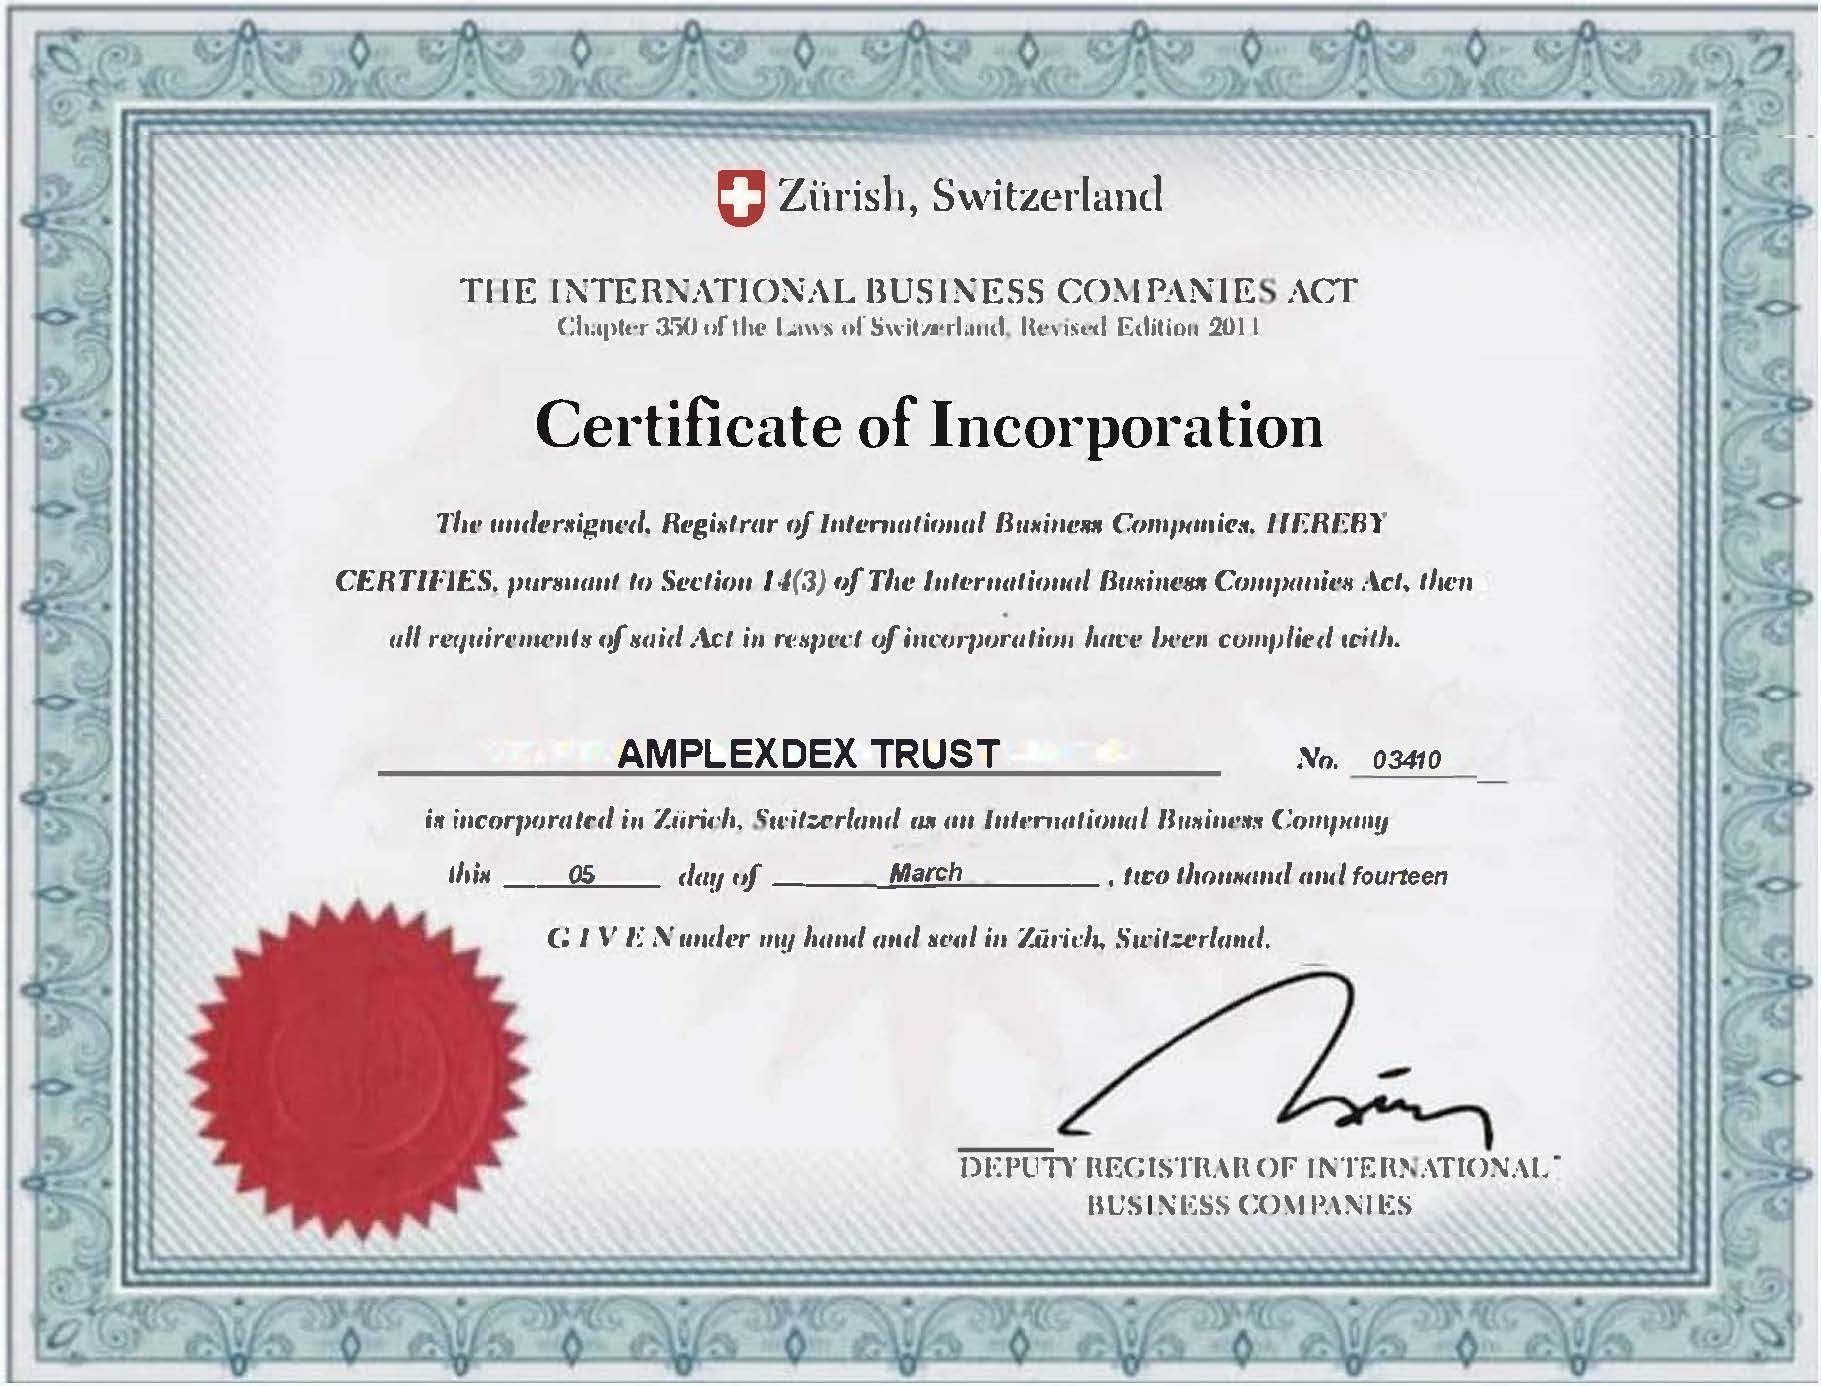 Zürish, Switzerland
THE INTERNATIONAL BUSINESS COMPANIES ACT
Chapter 350 of the Laws of Switzerland, Revised Edition 2011
Certificate of Incorporation
The undersigned, Registrar of International Business Companies, HEREBY
CERTIFIES, pursuant to Section 14(3) of The International Business Companies Act, then
all requirements of said Act in respect of incorporation have been complied with.
AMPLEXDEX TRUST No. 03410
is incorporated in Zürich, Switzerland as an International Business Company
this 05 day of March, two thousand and fourteen
G I V E N under my hand and seal in Zürich, Switzerland.
DEPUTY REGISTRAR OF INTERNATIONAL
BUSINESS COMPANIES